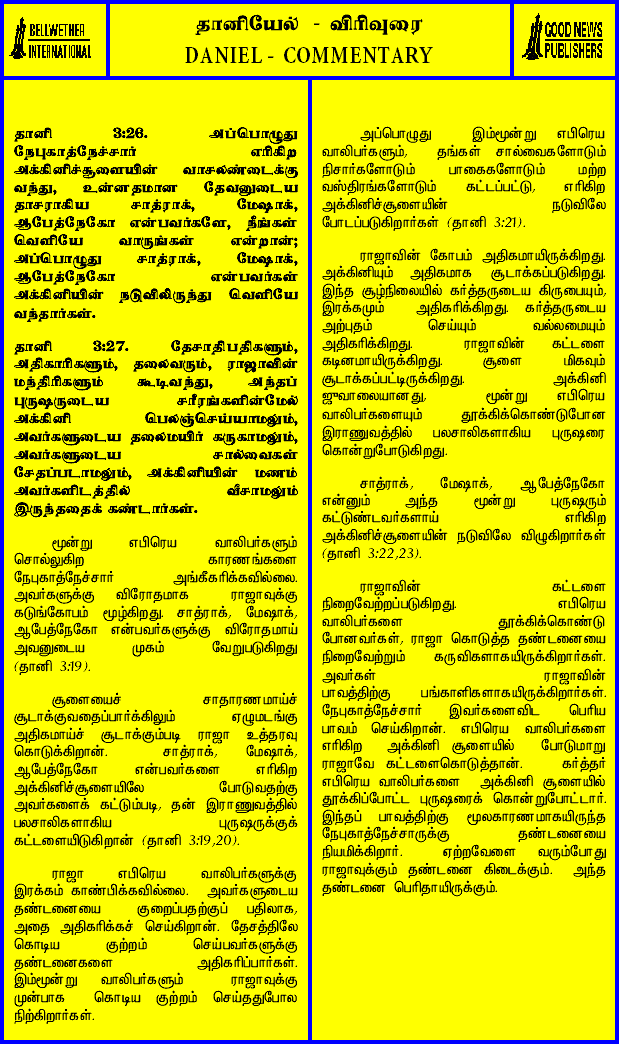 BELLWETHER
INTERNATIONAL
தானியேல் - விரிவுரை
DANIEL - COMMENTARY
GOOD NEWS
PUBLISHERS
தானி 3:26. அப்பொழுது
நேபுகாத்நேச்சார் எரிகிற
அக்கினிச்சூளையின் வாசலண்டைக்கு
வந்து, உன்னதமான தேவனுடைய
தாசராகிய சாத்ராக், மேஷாக்,
ஆபேத்நேகோ என்பவர்களே, நீங்கள்
வெளியே வாருங்கள் என்றான்;
அப்பொழுது சாத்ராக், மேஷாக்,
ஆபேத்நேகோ என்பவர்கள்
அக்கினியின் நடுவிலிருந்து வெளியே
வந்தார்கள்.
தானி 3:27. தேசாதிபதிகளும்,
அதிகாரிகளும், தலைவரும், ராஜாவின்
மந்திரிகளும் கூடிவந்து, அந்தப்
புருஷருடைய சரீரங்களின்மேல்
அக்கினி பெலஞ்செய்யாமலும்,
அவர்களுடைய தலைமயிர் கருகாமலும்,
அவர்களுடைய சால்வைகள்
சேதப்படாமலும், அக்கினியின் மணம்
அவர்களிடத்தில் வீசாமலும்
இருந்ததைக் கண்டார்கள்.
மூன்று எபிரெய வாலிபர்களும்
சொல்லுகிற காரணங்களை
நேபுகாத்நேச்சார் அங்கீகரிக்கவில்லை.
அவர்களுக்கு விரோதமாக ராஜாவுக்கு
கடுங்கோபம் மூழ்கிறது. சாத்ராக், மேஷாக்,
ஆபேத்நேகோ என்பவர்களுக்கு விரோதமாய்
அவனுடைய முகம் வேறுபடுகிறது
(தானி 3:19).
சூளையைச் சாதாரணமாய்ச்
சூடாக்குவதைப்பார்க்கிலும் ஏழுமடங்கு
அதிகமாய்ச் சூடாக்கும்படி ராஜா உத்தரவு
கொடுக்கிறான். சாத்ராக், மேஷாக்,
ஆபேத்நேகோ என்பவர்களை எரிகிற
அக்கினிச்சூளையிலே போடுவதற்கு
அவர்களைக் கட்டும்படி, தன் இராணுவத்தில்
பலசாலிகளாகிய புருஷருக்குக்
கட்டளையிடுகிறான் (தானி 3:19,20).
ராஜா எபிரெய வாலிபர்களுக்கு
இரக்கம் காண்பிக்கவில்லை. அவர்களுடைய
தண்டனையை குறைப்பதற்குப் பதிலாக,
அதை அதிகரிக்கச் செய்கிறான். தேசத்திலே
கொடிய குற்றம் செய்பவர்களுக்கு
தண்டனைகளை அதிகரிப்பார்கள்.
இம்மூன்று வாலிபர்களும் ராஜாவுக்கு
முன்பாக கொடிய குற்றம் செய்ததுபோல
நிற்கிறார்கள்.
அப்பொழுது இம்மூன்று எபிரெய
வாலிபர்களும், தங்கள் சால்வைகளோடும்
நிசார்களோடும் பாகைகளோடும் மற்ற
வஸ்திரங்களோடும் கட்டப்பட்டு, எரிகிற
அக்கினிச்சூளையின் நடுவிலே
போடப்படுகிறார்கள் (தானி 3:21).
ராஜாவின் கோபம் அதிகமாயிருக்கிறது.
அக்கினியும் அதிகமாக சூடாக்கப்படுகிறது.
இந்த சூழ்நிலையில் கர்த்தருடைய கிருபையும்,
இரக்கமும் அதிகரிக்கிறது. கர்த்தருடைய
அற்புதம் செய்யும் வல்லமையும்
அதிகரிக்கிறது. ராஜாவின் கட்டளை
கடினமாயிருக்கிறது. சூளை மிகவும்
சூடாக்கப்பட்டிருக்கிறது. அக்கினி
ஜுவாலையானது, மூன்று எபிரெய
வாலிபர்களையும் தூக்கிக்கொண்டுபோன
இராணுவத்தில் பலசாலிகளாகிய புருஷரை
கொன்றுபோடுகிறது.
சாத்ராக், மேஷாக், ஆபேத்நேகோ
என்னும் அந்த மூன்று புருஷரும்
கட்டுண்டவர்களாய் எரிகிற
அக்கினிச்சூளையின் நடுவிலே விழுகிறார்கள்
(தானி 3:22,23).
ராஜாவின் கட்டளை
நிறைவேற்றப்படுகிறது. எபிரெய
வாலிபர்களை தூக்கிக்கொண்டு
போனவர்கள், ராஜா கொடுத்த தண்டனையை
நிறைவேற்றும் கருவிகளாகயிருக்கிறார்கள்.
அவர்கள் ராஜாவின்
பாவத்திற்கு பங்காளிகளாகயிருக்கிறார்கள்.
நேபுகாத்நேச்சார் இவர்களைவிட பெரிய
பாவம் செய்கிறான். எபிரெய வாலிபர்களை
எரிகிற அக்கினி சூளையில் போடுமாறு
ராஜாவே கட்டளைகொடுத்தான். கர்த்தர்
எபிரெய வாலிபர்களை அக்கினி சூளையில்
தூக்கிப்போட்ட புருஷரைக் கொன்றுபோட்டார்.
இந்தப் பாவத்திற்கு மூலகாரணமாகயிருந்த
நேபுகாத்நேச்சாருக்கு தண்டனையை
நியமிக்கிறார். ஏற்றவேளை வரும்போது
ராஜாவுக்கும் தண்டனை கிடைக்கும். அந்த
தண்டனை பெரிதாயிருக்கும்.